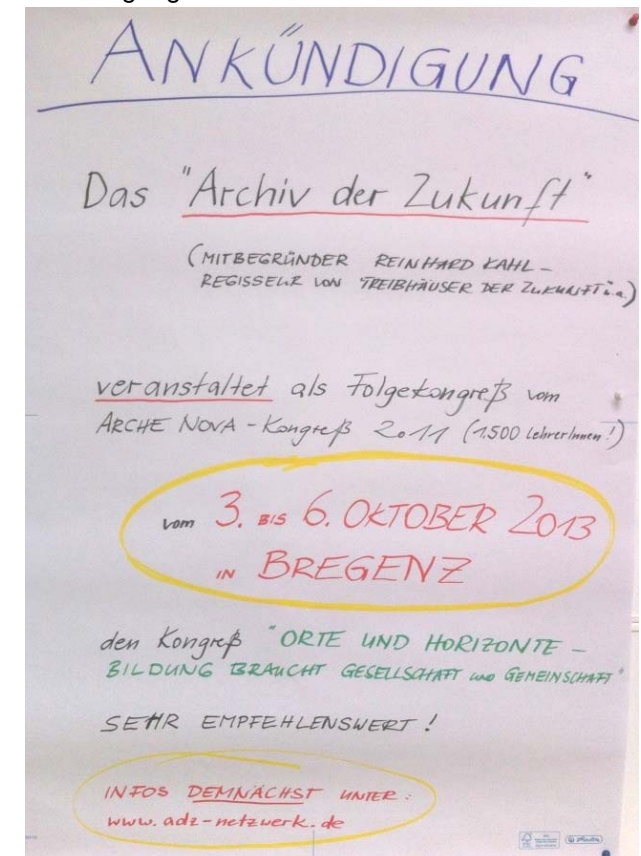 ANKÜNDIGUNG
Das "Archiv der Zukunft"
(MITBEGRÜNDER REINHARD KAHL -
REGISSEUR VON TREIBHÄUSER DER ZUKUNFT u.a.)
veranstaltet als Folgekongreß vom
ARCHE NOVA - Kongreß 2011 (1.500 LehrerInnen!)
vom 3. BIS 6. OKTOBER 2013
IN BREGENZ
den Kongreß "ORTE UND HORIZONTE -
BILDUNG BRAUCHT GESELLSCHAFT UND GEMEINSCHAFT"
SEHR EMPFEHLENSWERT!
INFOS DEMNÄCHST UNTER:
www.adz-netzwerk.de